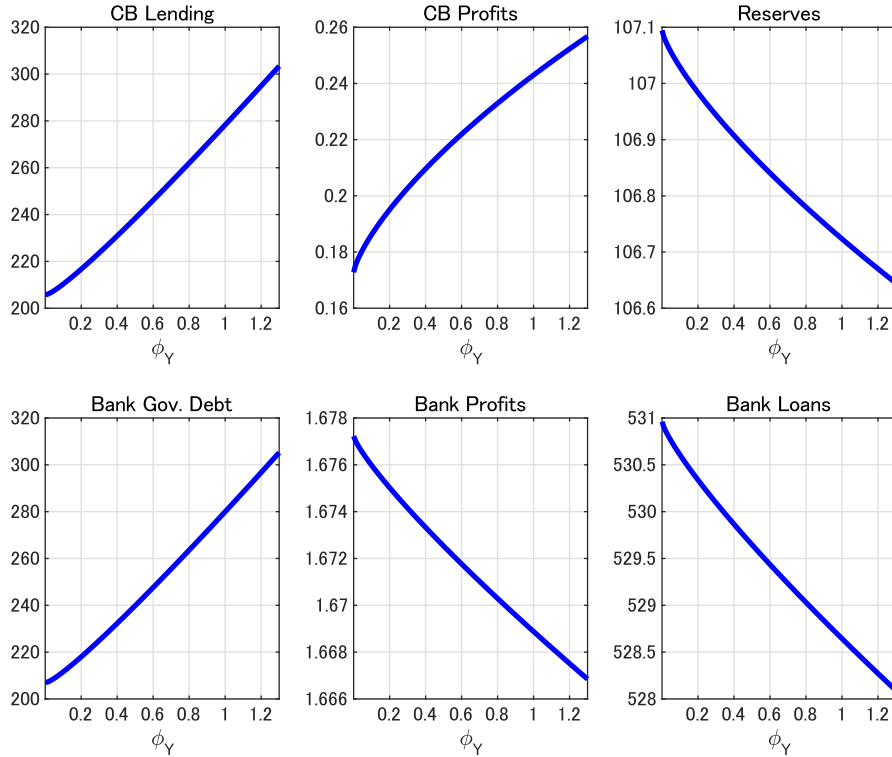 CB Lending
320
300
280
260
240
220
200
0.2 0.4 0.6 0.8 1 1.2
ϕY
CB Profits
0.26
0.24
0.22
0.2
0.18
0.16
0.2 0.4 0.6 0.8 1 1.2
ϕY
Reserves
107.1
107
106.9
106.8
106.7
106.6
0.2 0.4 0.6 0.8 1 1.2
ϕY
Bank Gov. Debt
320
300
280
260
240
220
200
0.2 0.4 0.6 0.8 1 1.2
ϕY
Bank Profits
1.678
1.676
1.674
1.672
1.67
1.668
1.666
0.2 0.4 0.6 0.8 1 1.2
ϕY
Bank Loans
531
530.5
530
529.5
529
528.5
528
0.2 0.4 0.6 0.8 1 1.2
ϕY